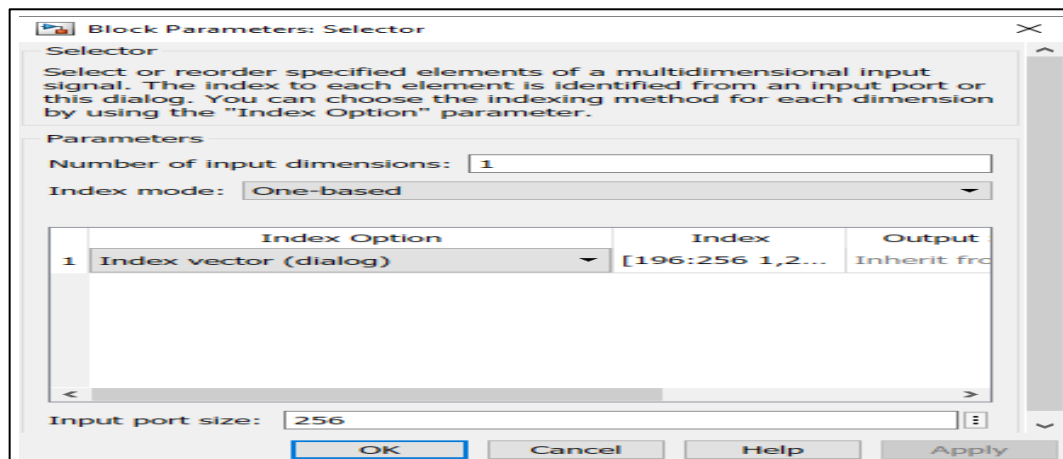 Block Parameters: Selector
Selector
Select or reorder specified elements of a multidimensional input
signal. The index to each element is identified from an input port or
this dialog. You can choose the indexing method for each dimension
by using the "Index Option" parameter.
Parameters
Number of input dimensions: 1
Index mode: One-based
Index Option Index Output
1 Index vector (dialog) [196:256 1,2... Inherit fro
Input port size: 256
OK Cancel Help Apply